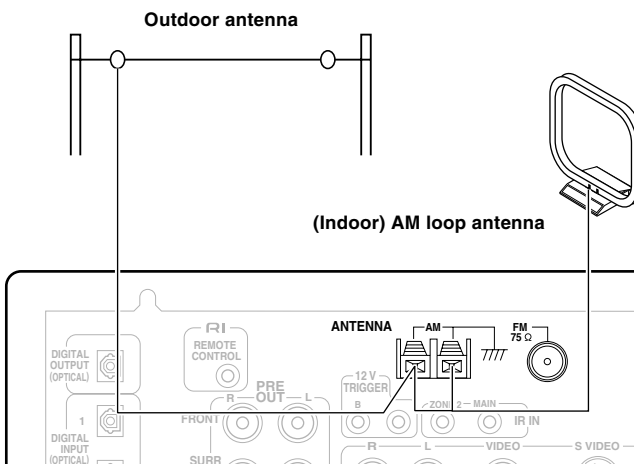 Outdoor antenna
(Indoor) AM loop antenna
ANTENNA
AM
FM
75 Ω
RI
REMOTE
CONTROL
DIGITAL
OUTPUT
(OPTICAL)
PRE
R OUT L
12 V
TRIGGER
B
ZONE 2 MAIN
IR IN
FRONT
1
DIGITAL
INPUT
(OPTICAL)
SURR
R L
VIDEO
S VIDEO